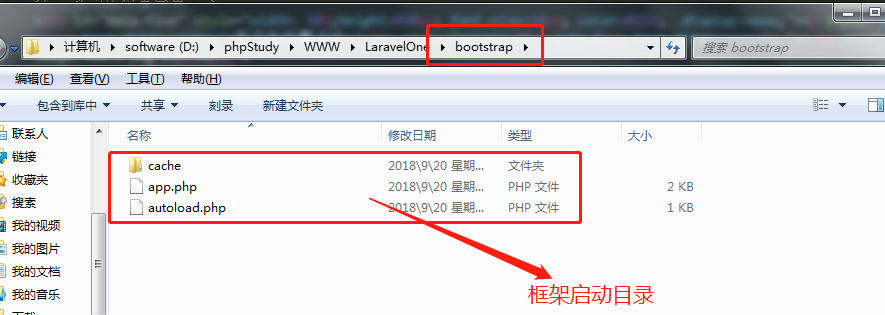 计算机 software (D:) phpStudy WWW LaravelOne bootstrap 搜索 bootstrap
编辑(E) 查看(V) 工具(T) 帮助(H)
包含到库中 共享 刻录 新建文件夹
联系人
链接
收藏夹
搜索
我的视频
我的图片
我的文档
我的音乐
名称 修改日期 类型 大小
cache 2018\9\20 星期... 文件夹
app.php 2018\9\20 星期... PHP 文件 2 KB
autoload.php 2018\9\20 星期... PHP 文件 1 KB
框架启动目录